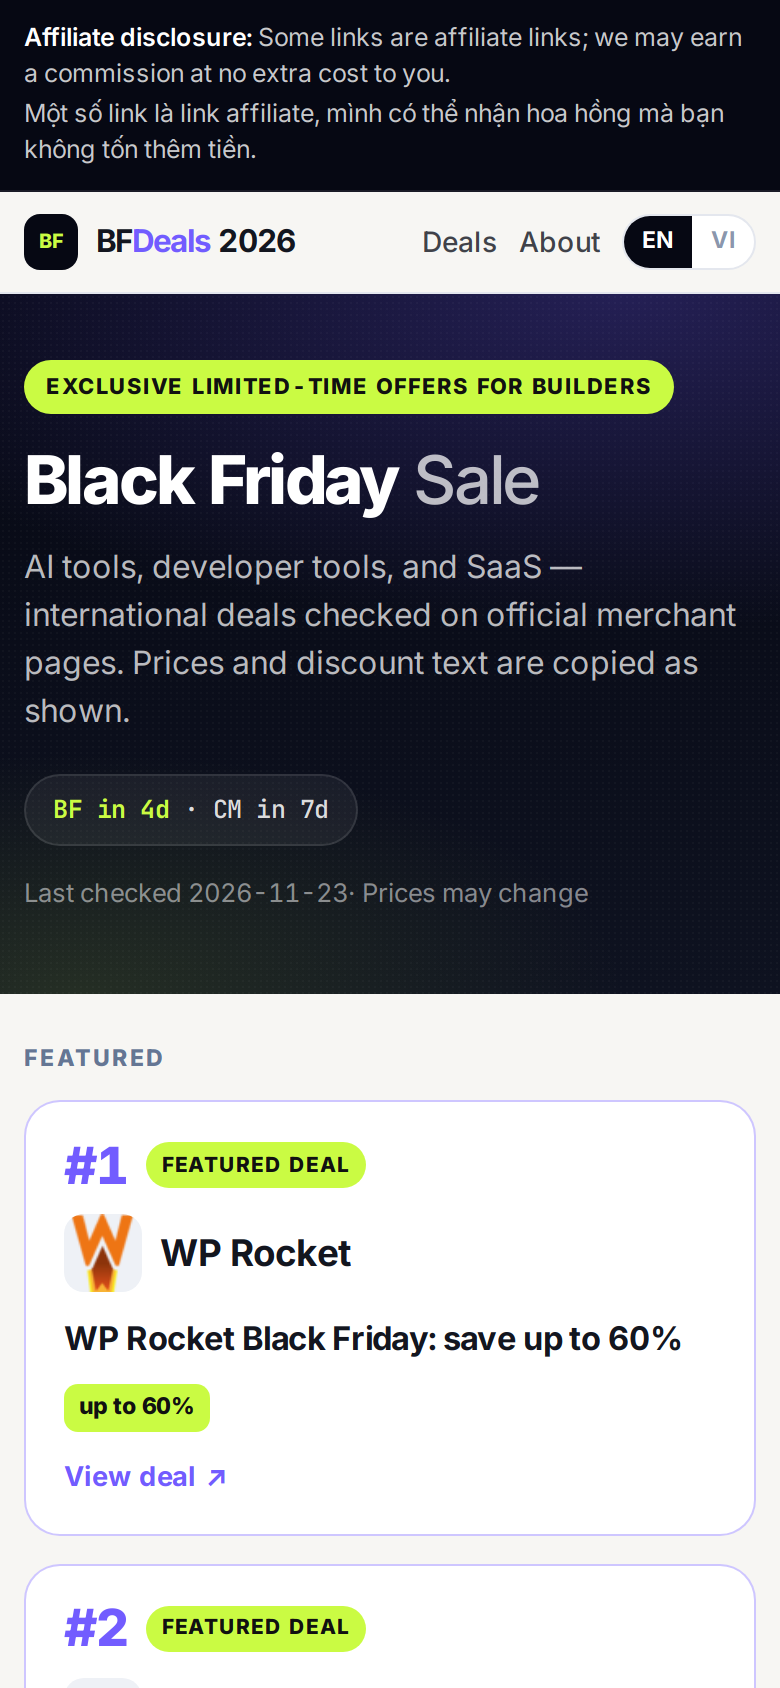 Affiliate disclosure: Some links are affiliate links; we may earn
a commission at no extra cost to you.
Một số link là link affiliate, mình có thể nhận hoa hồng mà bạn
không tốn thêm tiền.
BF BFDeals 2026 Deals About EN VI
EXCLUSIVE LIMITED-TIME OFFERS FOR BUILDERS
Black Friday Sale
AI tools, developer tools, and SaaS —
international deals checked on official merchant
pages. Prices and discount text are copied as
shown.
BF in 4d · CM in 7d
Last checked 2026-11-23· Prices may change
FEATURED
#1 FEATURED DEAL
WP Rocket
WP Rocket Black Friday: save up to 60%
up to 60%
View deal ↗
#2 FEATURED DEAL